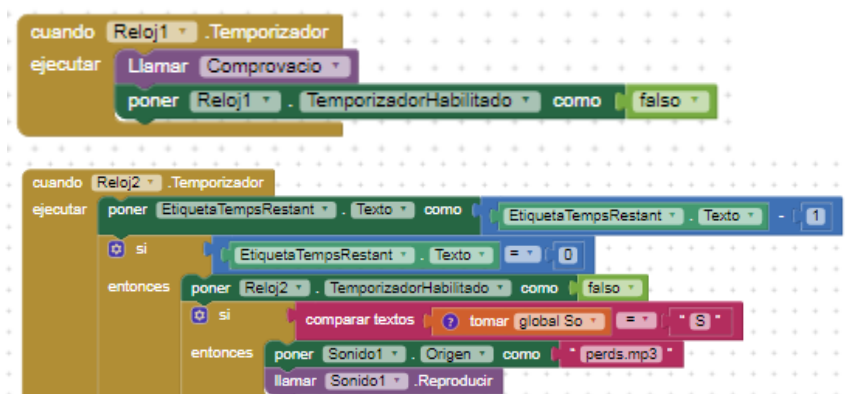 cuando Reloj1 .Temporizador
ejecutar Llamar Comprovacio
poner Reloj1 . TemporizadorHabilitado como falso
cuando Reloj2 .Temporizador
ejecutar poner EtiquetaTempsRestant . Texto como EtiquetaTempsRestant . Texto - 1
si EtiquetaTempsRestant . Texto = 0
entonces poner Reloj2 . TemporizadorHabilitado como falso
si comparar textos ? tomar global So = " S "
entonces poner Sonido1 . Origen como " perds.mp3 "
llamar Sonido1 .Reproducir